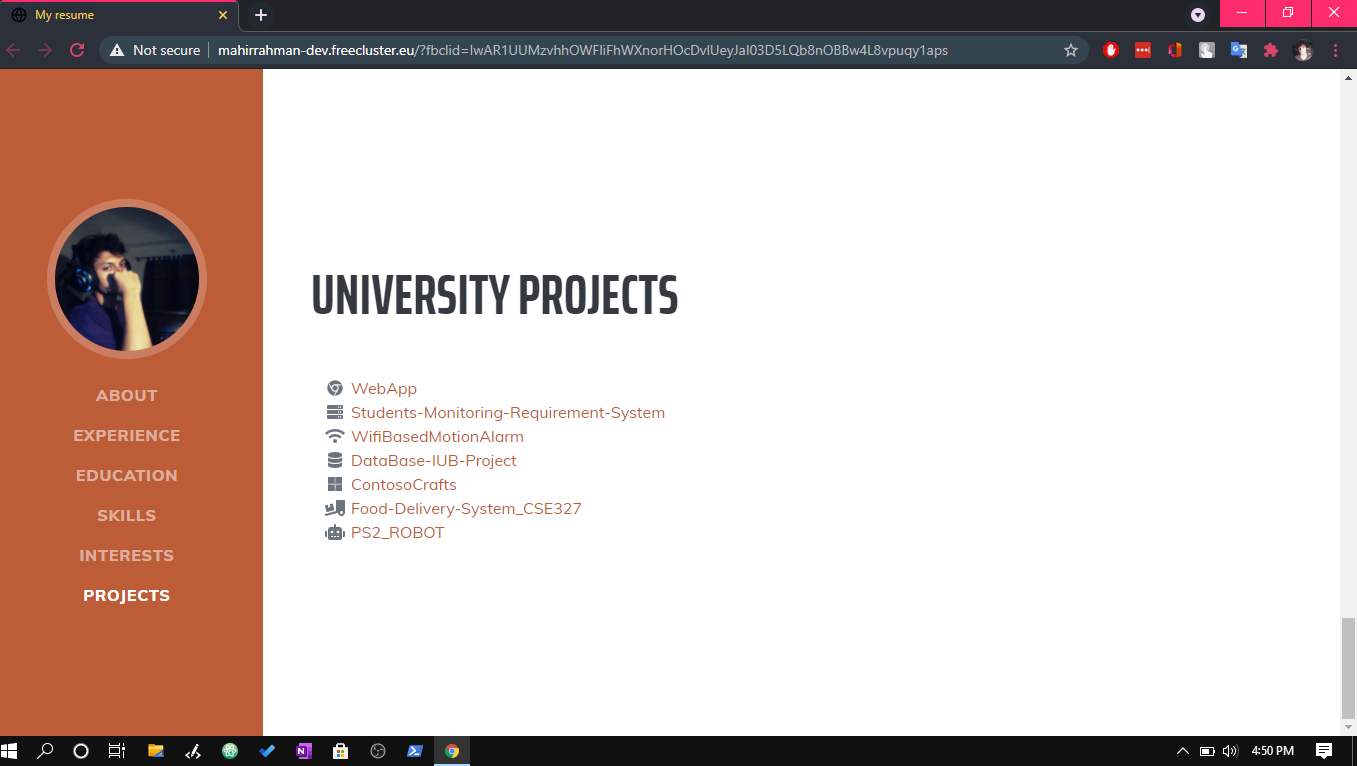 My resume
Not secure
mahirrahman-dev.freecluster.eu/?fbclid=IwAR1UUMzvhhOWFIiFhWXnorHOcDvIUeyJaI03D5LQb8nOBBw4L8vpuqy1aps
ABOUT
EXPERIENCE
EDUCATION
SKILLS
INTERESTS
PROJECTS
UNIVERSITY PROJECTS
WebApp
Students-Monitoring-Requirement-System
WifiBasedMotionAlarm
DataBase-IUB-Project
ContosoCrafts
Food-Delivery-System_CSE327
PS2_ROBOT
4:50 PM